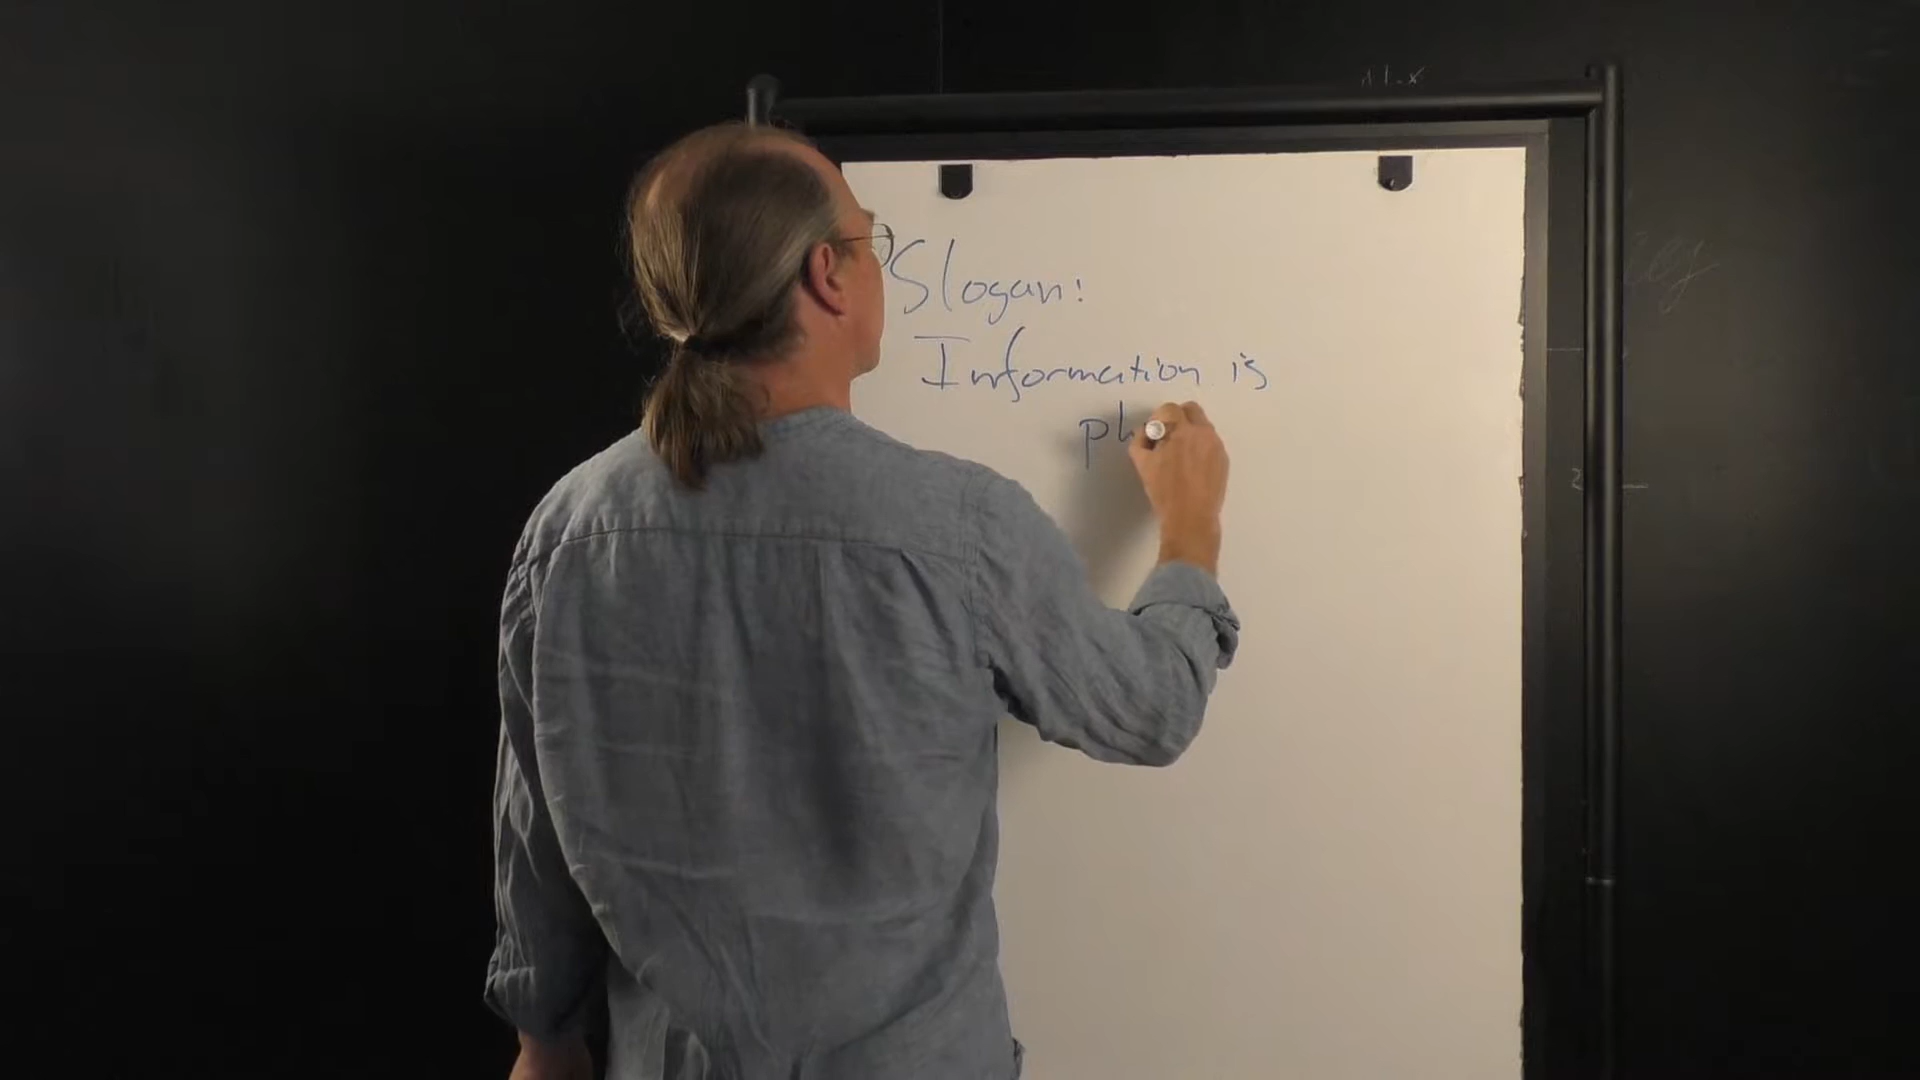 Slogan:
Information is
ph